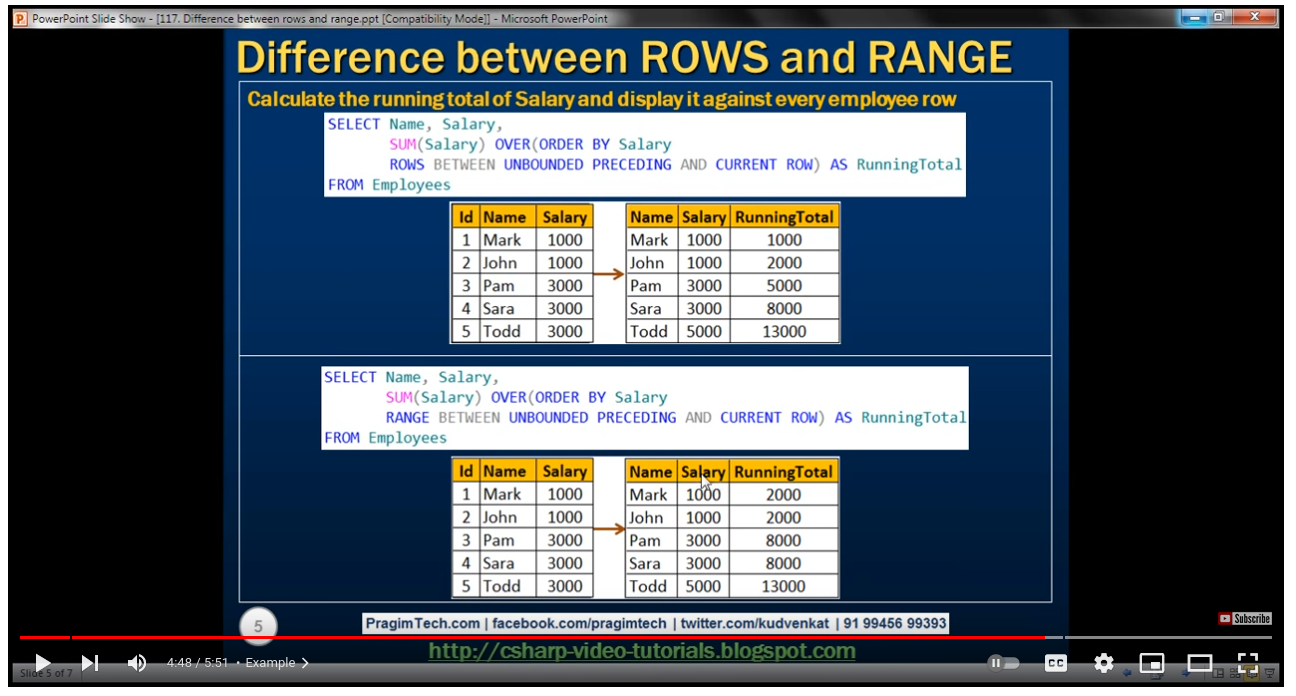 PowerPoint Slide Show - [117. Difference between rows and range.ppt [Compatibility Mode]] - Microsoft PowerPoint
Difference between ROWS and RANGE
Calculate the running total of Salary and display it against every employee row
SELECT Name, Salary,
SUM(Salary) OVER(ORDER BY Salary
ROWS BETWEEN UNBOUNDED PRECEDING AND CURRENT ROW) AS RunningTotal
FROM Employees
Id Name Salary Name Salary RunningTotal
1 Mark 1000 Mark 1000 1000
2 John 1000 John 1000 2000
3 Pam 3000 Pam 3000 5000
4 Sara 3000 Sara 3000 8000
5 Todd 3000 Todd 5000 13000
SELECT Name, Salary,
SUM(Salary) OVER(ORDER BY Salary
RANGE BETWEEN UNBOUNDED PRECEDING AND CURRENT ROW) AS RunningTotal
FROM Employees
Id Name Salary Name Salary RunningTotal
1 Mark 1000 Mark 1000 2000
2 John 1000 John 1000 2000
3 Pam 3000 Pam 3000 8000
4 Sara 3000 Sara 3000 8000
5 Todd 3000 Todd 5000 13000
5
PragimTech.com | facebook.com/pragimtech | twitter.com/kudvenkat | 91 99456 99393
Subscribe
http://csharp-video-tutorials.blogspot.com
4:48 / 5:51 • Example >
CC
Slide 5 of 7